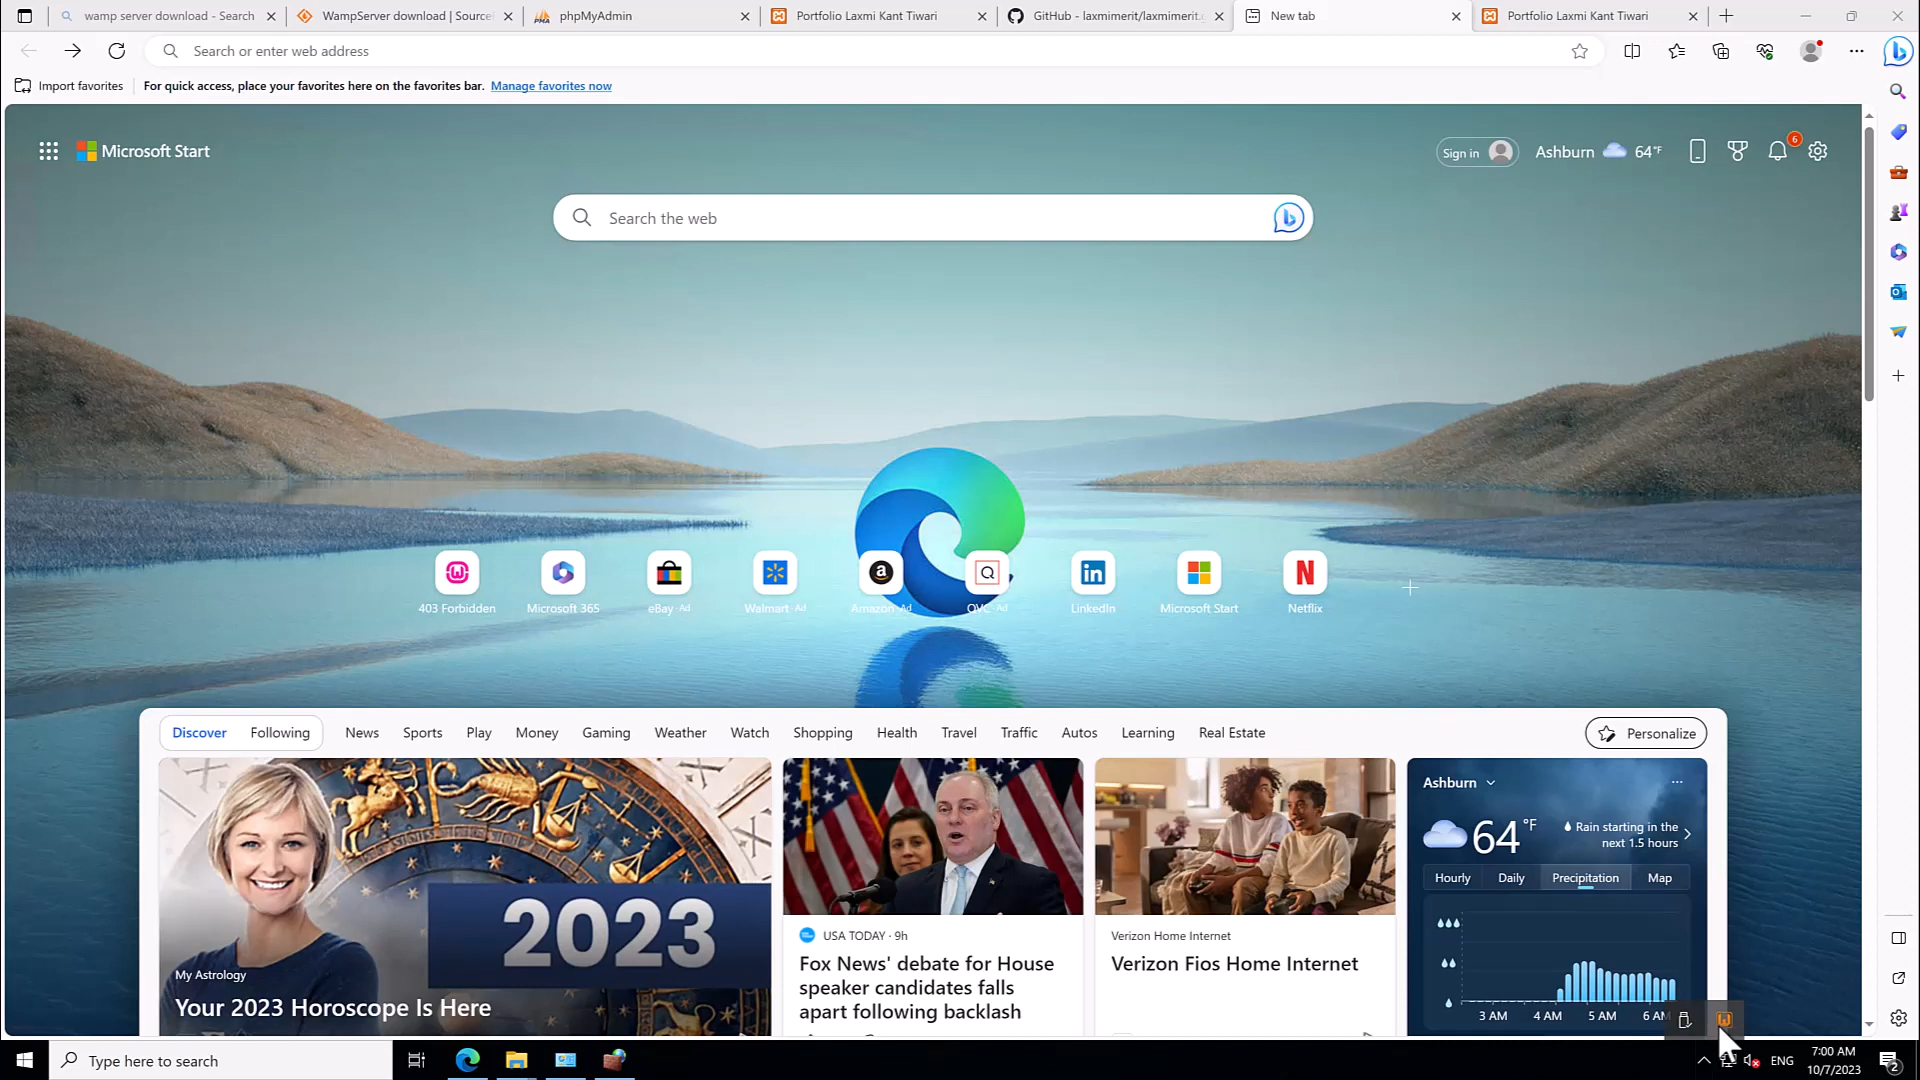 wamp server download - Search
WampServer download | Source
phpMyAdmin
Portfolio Laxmi Kant Tiwari
GitHub - laxmimerit/laxmimerit.
New tab
Portfolio Laxmi Kant Tiwari
Search or enter web address
Import favorites
For quick access, place your favorites here on the favorites bar. Manage favorites now
Microsoft Start
Sign in
Ashburn
64°F
6
Search the web
403 Forbidden
Microsoft 365
eBay · Ad
Walmart · Ad
Amazon · Ad
QVC · Ad
LinkedIn
Microsoft Start
Netflix
Discover
Following
News
Sports
Play
Money
Gaming
Weather
Watch
Shopping
Health
Travel
Traffic
Autos
Learning
Real Estate
Personalize
2023
My Astrology
Your 2023 Horoscope Is Here
USA TODAY · 9h
Fox News' debate for House
speaker candidates falls
apart following backlash
Verizon Home Internet
Verizon Fios Home Internet
Ashburn
64°F
Rain starting in the
next 1.5 hours
Hourly
Daily
Precipitation
Map
3 AM
4 AM
5 AM
6 AM
Type here to search
ENG
7:00 AM
10/7/2023
2